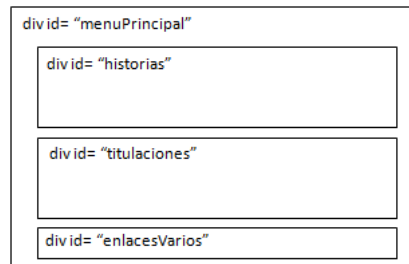 div id= “menuPrincipal”
div id= “historias”
div id= “titulaciones”
div id= “enlacesVarios”